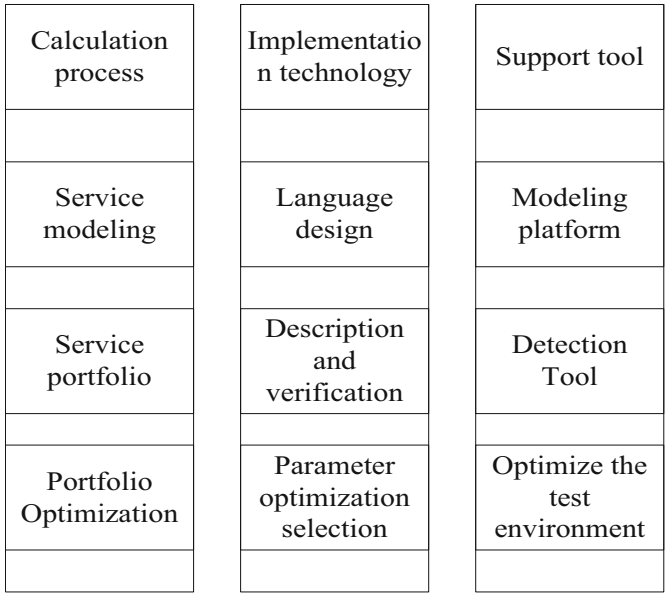 Calculation
process
Implementatio
n technology
Support tool
Service
modeling
Language
design
Modeling
platform
Service
portfolio
Description
and
verification
Detection
Tool
Portfolio
Optimization
Parameter
optimization
selection
Optimize the
test
environment